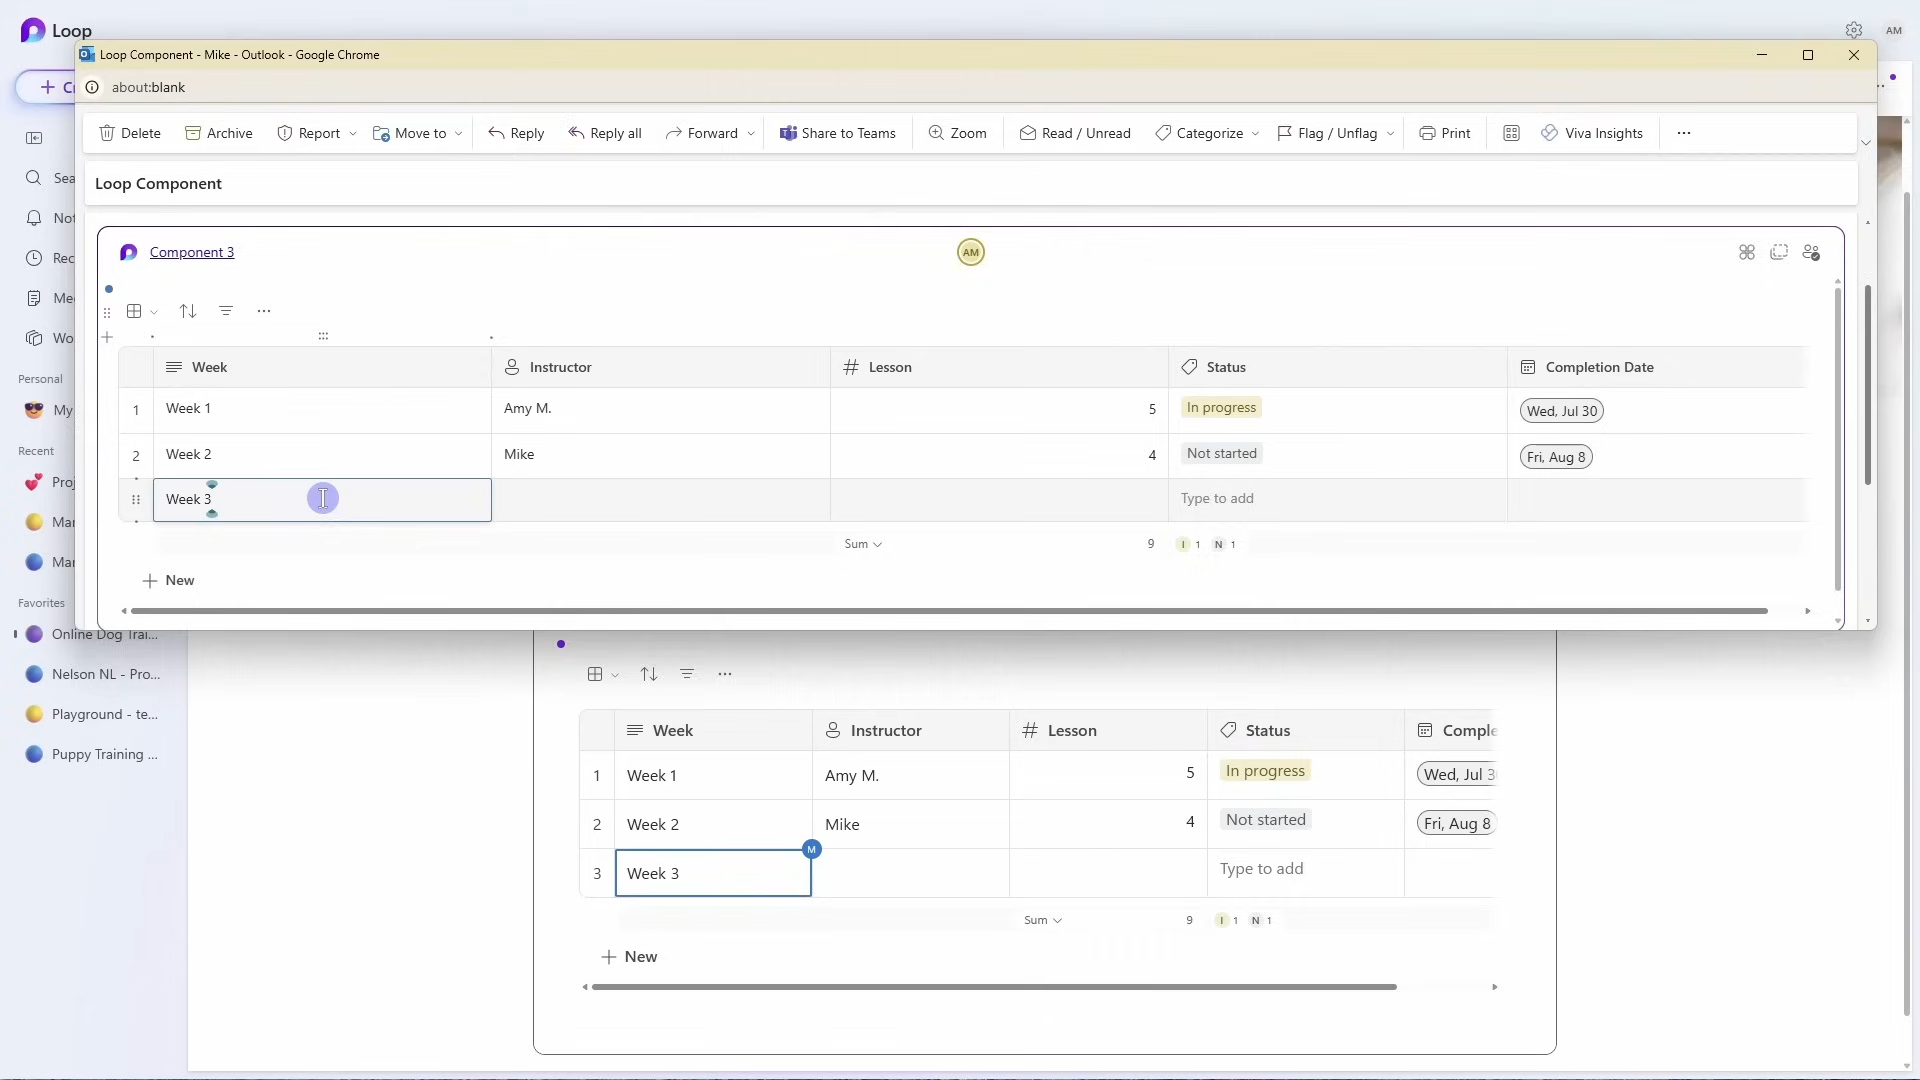 Loop
AM
Loop Component - Mike - Outlook - Google Chrome
about:blank
Delete Archive Report Move to Reply Reply all Forward Share to Teams Zoom Read / Unread Categorize Flag / Unflag Print Viva Insights
Loop Component
Component 3
AM
Week Instructor Lesson Status Completion Date
1 Week 1 Amy M. 5 In progress Wed, Jul 30
2 Week 2 Mike 4 Not started Fri, Aug 8
Week 3 Type to add
Sum 9 I 1 N 1
New
Personal
My
Recent
Favorites
Online Dog Trai...
Nelson NL - Pro...
Playground - te...
Puppy Training ...
Week Instructor Lesson Status
1 Week 1 Amy M. 5 In progress Wed, Jul 3
2 Week 2 Mike 4 Not started Fri, Aug 8
M
3 Week 3 Type to add
Sum 9 I 1 N 1
New